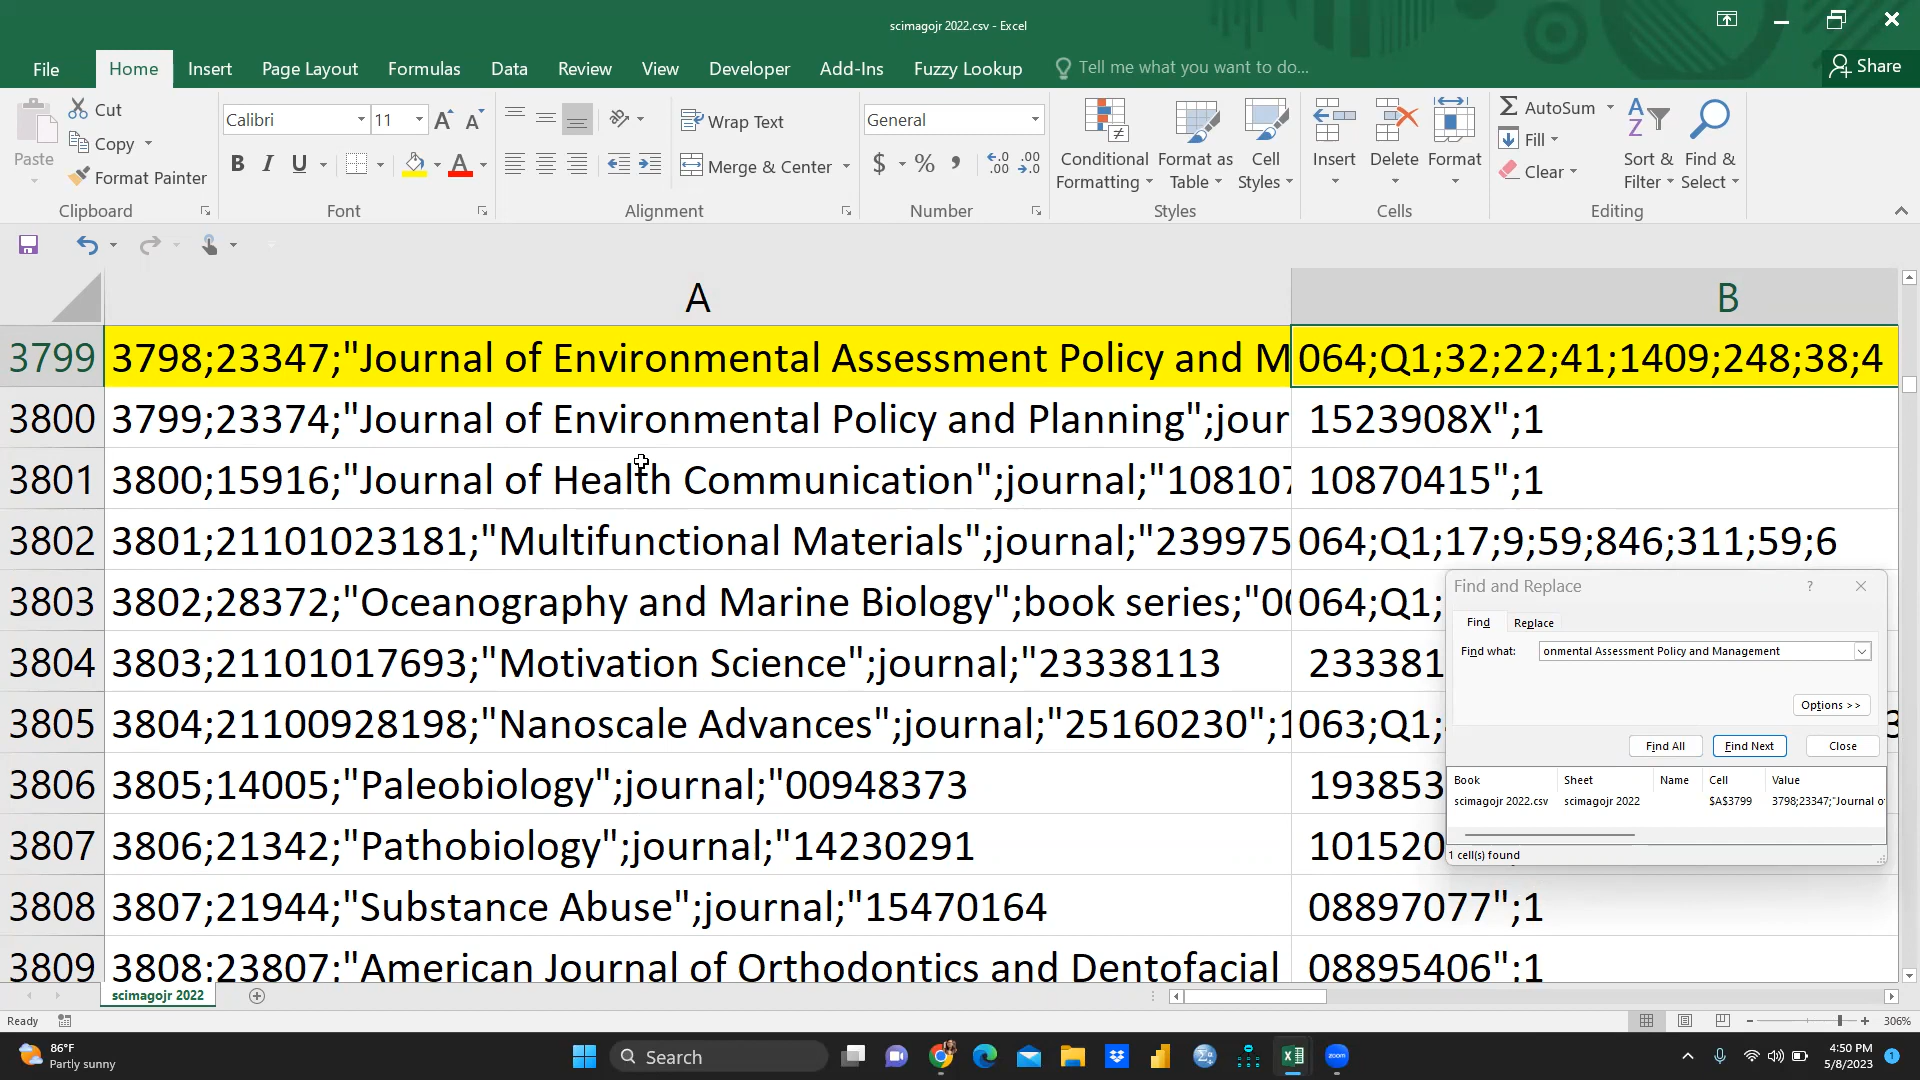 scimagojr 2022.csv - Excel
File Home Insert Page Layout Formulas Data Review View Developer Add-Ins Fuzzy Lookup Tell me what you want to do... Share
Paste
Cut
Copy
Format Painter
Clipboard
Calibri 11
B I U A
Font
Wrap Text
Merge & Center
Alignment
General
$ % , .0 .00
Number
Conditional Formatting
Format as Table
Cell Styles
Styles
Insert Delete Format
Cells
AutoSum
Fill
Clear
Sort & Filter
Find & Select
Editing
A B
3799 3798;23347;"Journal of Environmental Assessment Policy and M 064;Q1;32;22;41;1409;248;38;4
3800 3799;23374;"Journal of Environmental Policy and Planning";jour 1523908X";1
3801 3800;15916;"Journal of Health Communication";journal;"108107 10870415";1
3802 3801;21101023181;"Multifunctional Materials";journal;"239975 064;Q1;17;9;59;846;311;59;6
3803 3802;28372;"Oceanography and Marine Biology";book series;"00 064;Q1;
3804 3803;21101017693;"Motivation Science";journal;"23338113 233381
3805 3804;21100928198;"Nanoscale Advances";journal;"25160230";1 063;Q1;
3806 3805;14005;"Paleobiology";journal;"00948373 193853
3807 3806;21342;"Pathobiology";journal;"14230291 101520
3808 3807;21944;"Substance Abuse";journal;"15470164 08897077";1
3809 3808;23807;"American Journal of Orthodontics and Dentofacial 08895406";1
Find and Replace ?
Find Replace
Find what: onmental Assessment Policy and Management
Options >>
Find All Find Next Close
Book Sheet Name Cell Value
scimagojr 2022.csv scimagojr 2022 $A$3799 3798;23347;"Journal o
1 cell(s) found
scimagojr 2022
Ready 306%
86°F
Partly sunny
Search
zoom
4:50 PM
5/8/2023
1